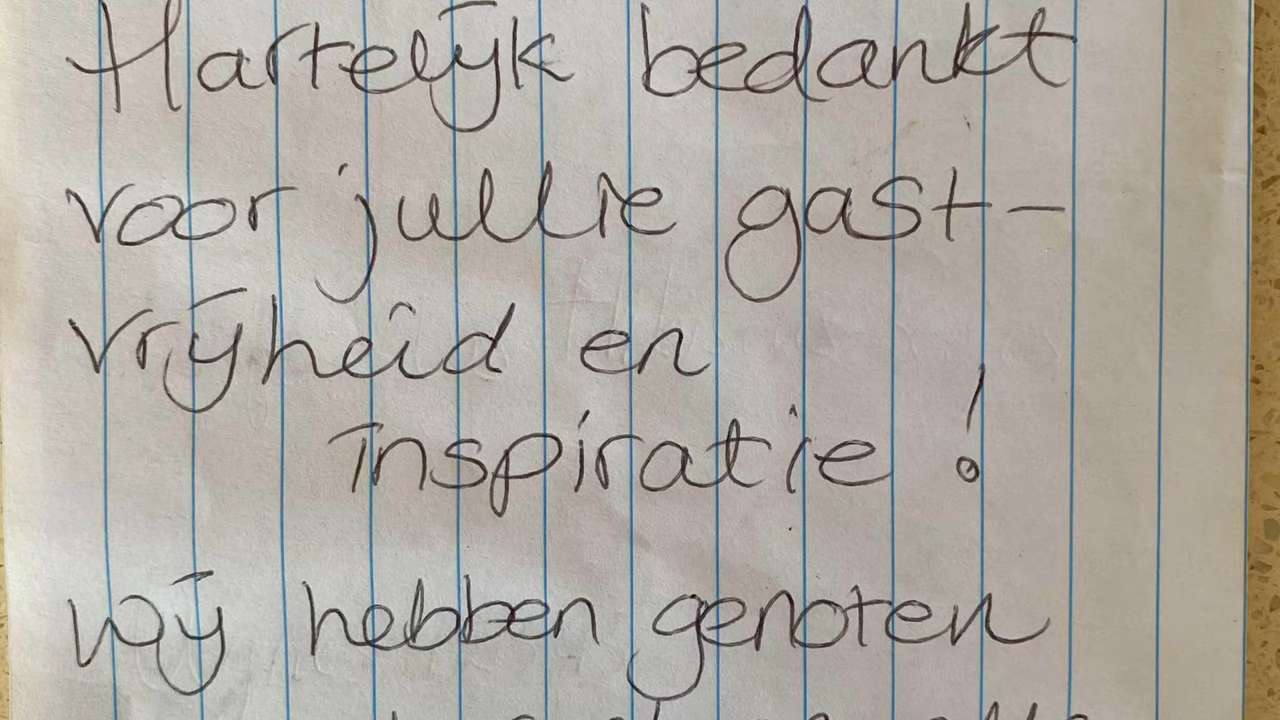 Hartelijk bedankt
voor jullie gast-
vrijheid en
inspiratie!
Wij hebben genoten